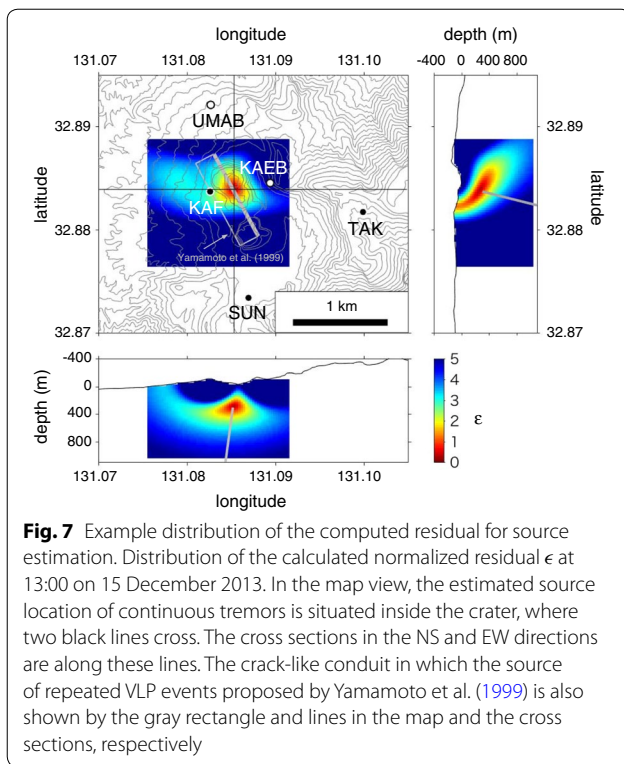 longitude
131.07 131.08 131.09 131.10
depth (m)
-400 0 400 800
32.89
32.88
32.87
latitude
UMAB
KAEB
KAF
TAK
Yamamoto et al. (1999)
SUN
1 km
32.89
32.88
32.87
latitude
-400
0
400
800
depth (m)
131.07 131.08 131.09 131.10
longitude
5
4
3
2
1
0
ε
Fig. 7 Example distribution of the computed residual for source
estimation. Distribution of the calculated normalized residual ϵ at
13:00 on 15 December 2013. In the map view, the estimated source
location of continuous tremors is situated inside the crater, where
two black lines cross. The cross sections in the NS and EW directions
are along these lines. The crack-like conduit in which the source
of repeated VLP events proposed by Yamamoto et al. (1999) is also
shown by the gray rectangle and lines in the map and the cross
sections, respectively